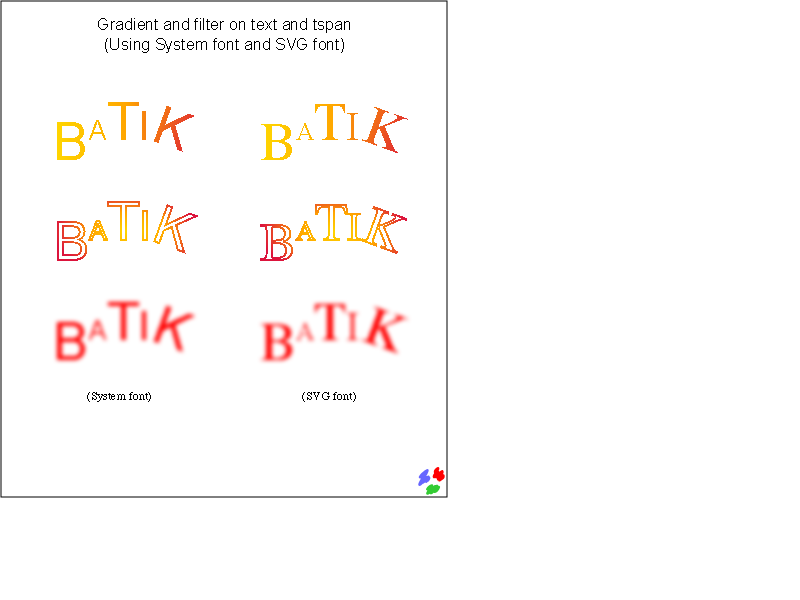 Gradient and filter on text and tspan
(Using System font and SVG font)
BATIK BATIK
BATIK BATIK
BATIK BATIK
(System font) (SVG font)